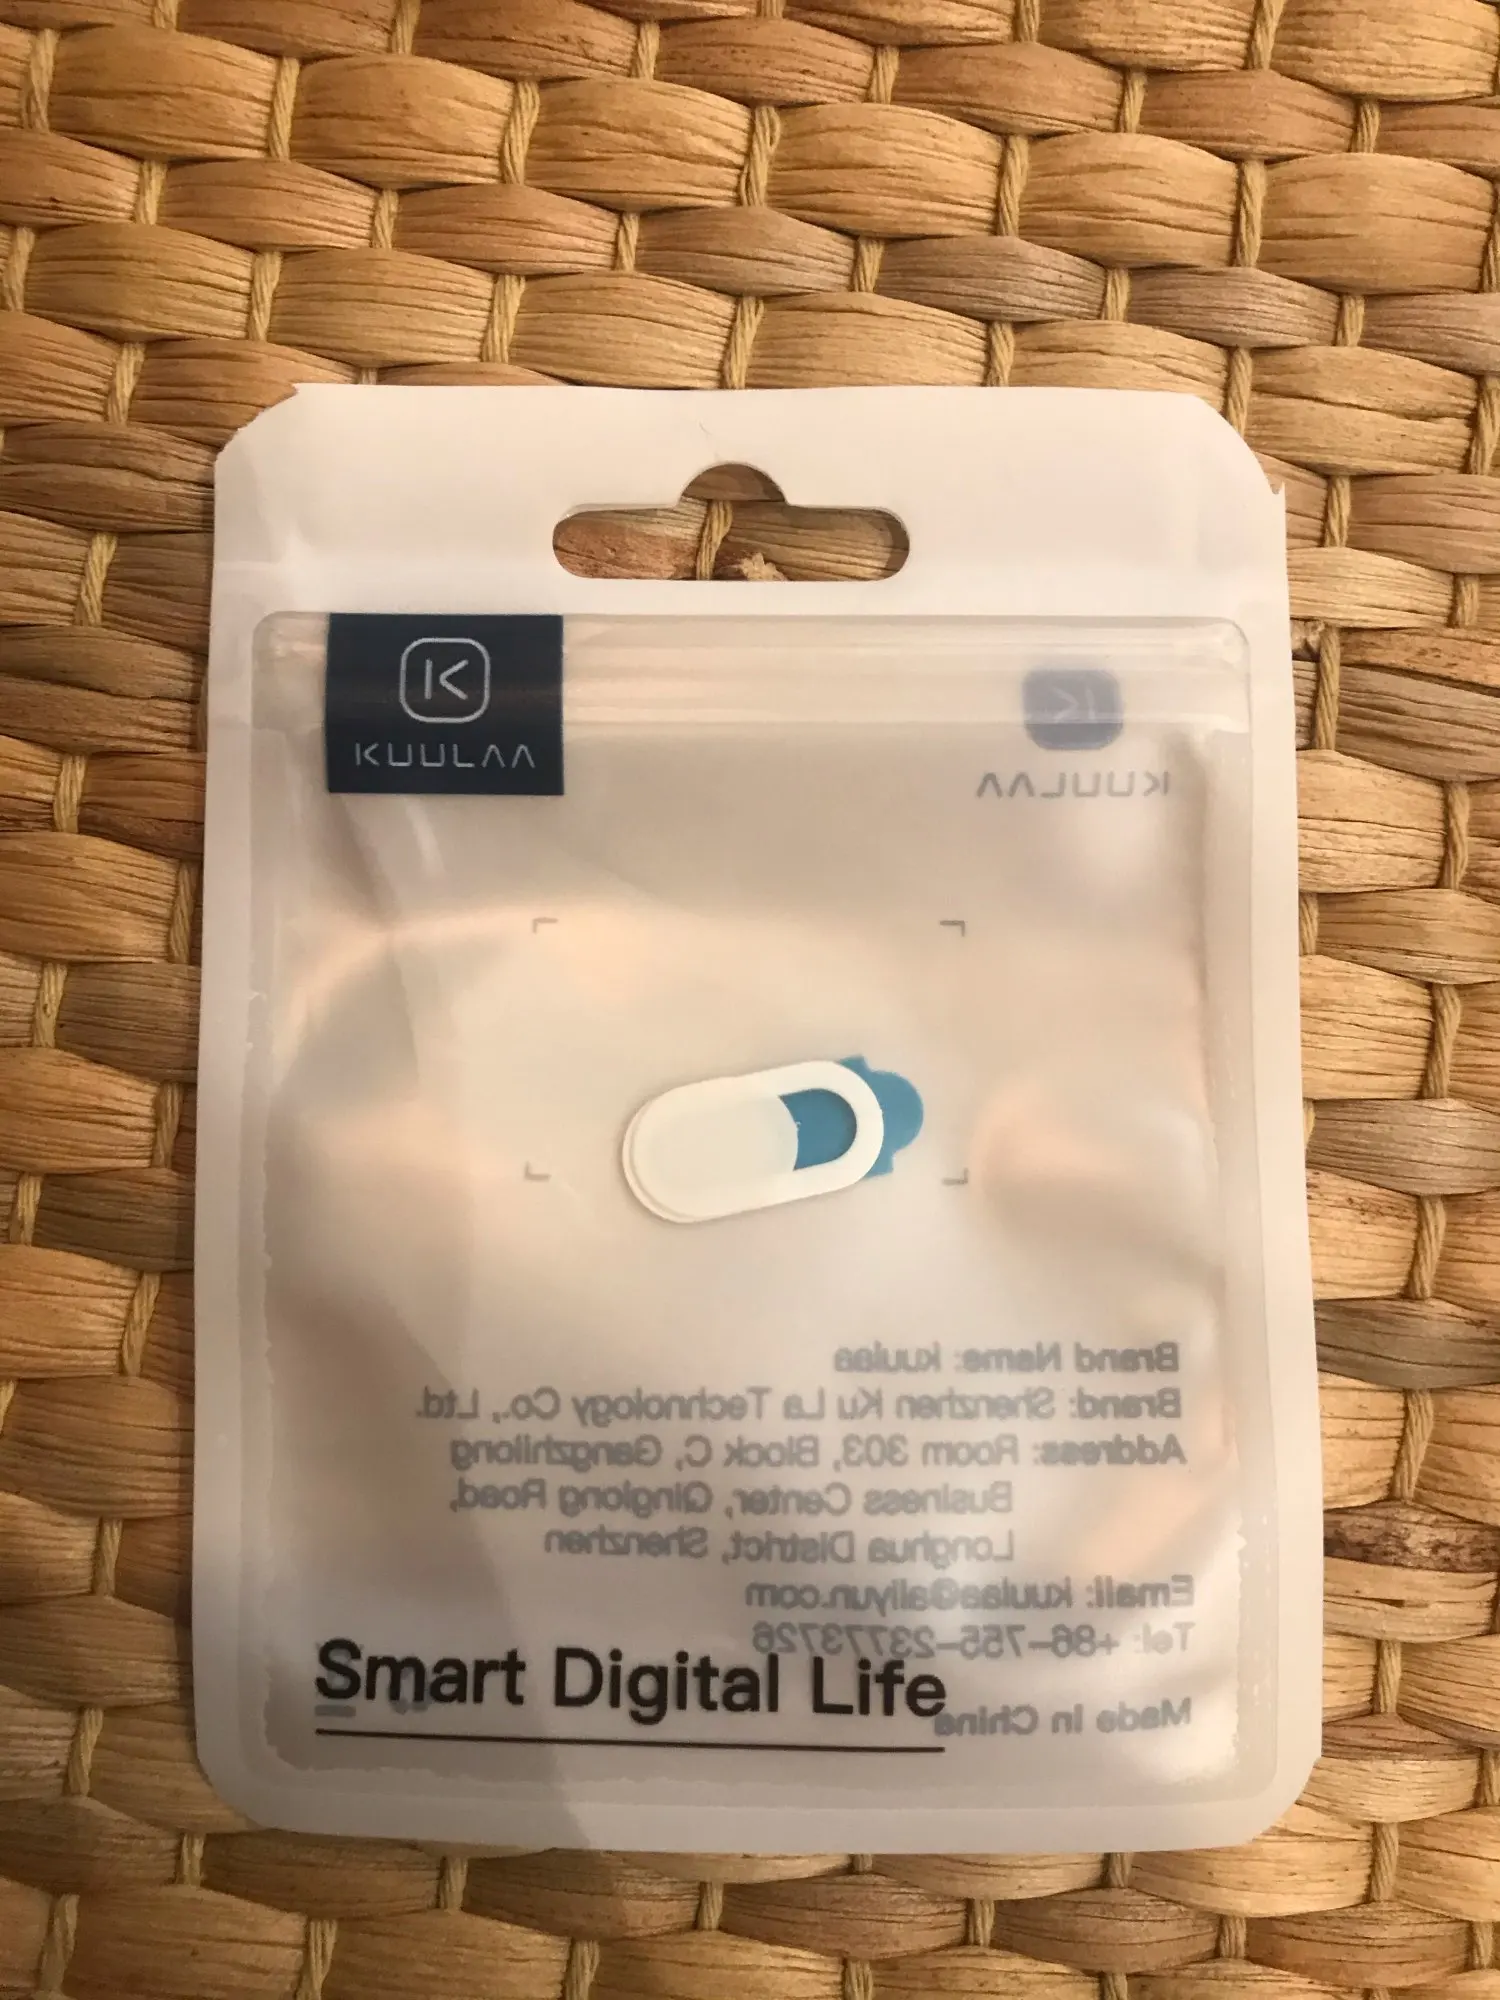 K
KUULAA
K
KUULAA
Brand Name: kuulaa
Brand: Shenzhen Ku La Technology Co., Ltd.
Address: Room 303, Block C, Gangzhilong
Business Center, Qinglong Road,
Longhua District, Shenzhen
Email: kuulaa@aliyun.com
Tel: +86-755-23773726
Smart Digital Life
Made In China